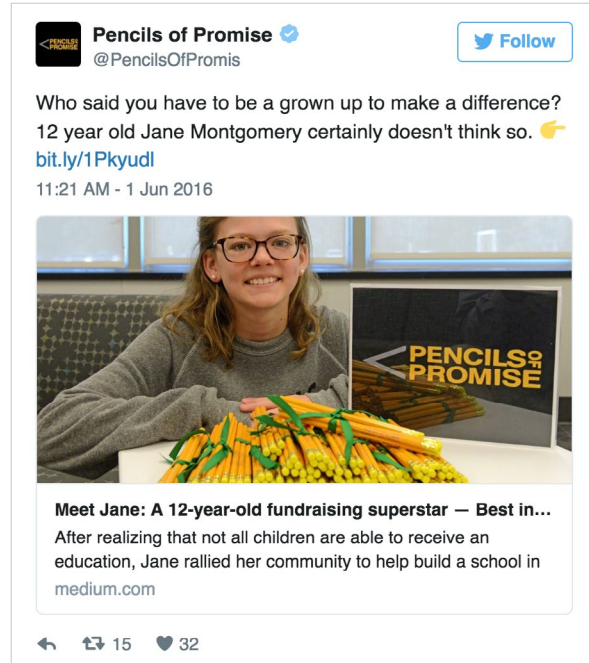 Pencils of Promise
@PencilsOfPromis
Follow
Who said you have to be a grown up to make a difference?
12 year old Jane Montgomery certainly doesn't think so. 👉
bit.ly/1Pkyudl
11:21 AM - 1 Jun 2016
PENCILS OF
PROMISE
Meet Jane: A 12-year-old fundraising superstar — Best in...
After realizing that not all children are able to receive an
education, Jane rallied her community to help build a school in
medium.com
15
32